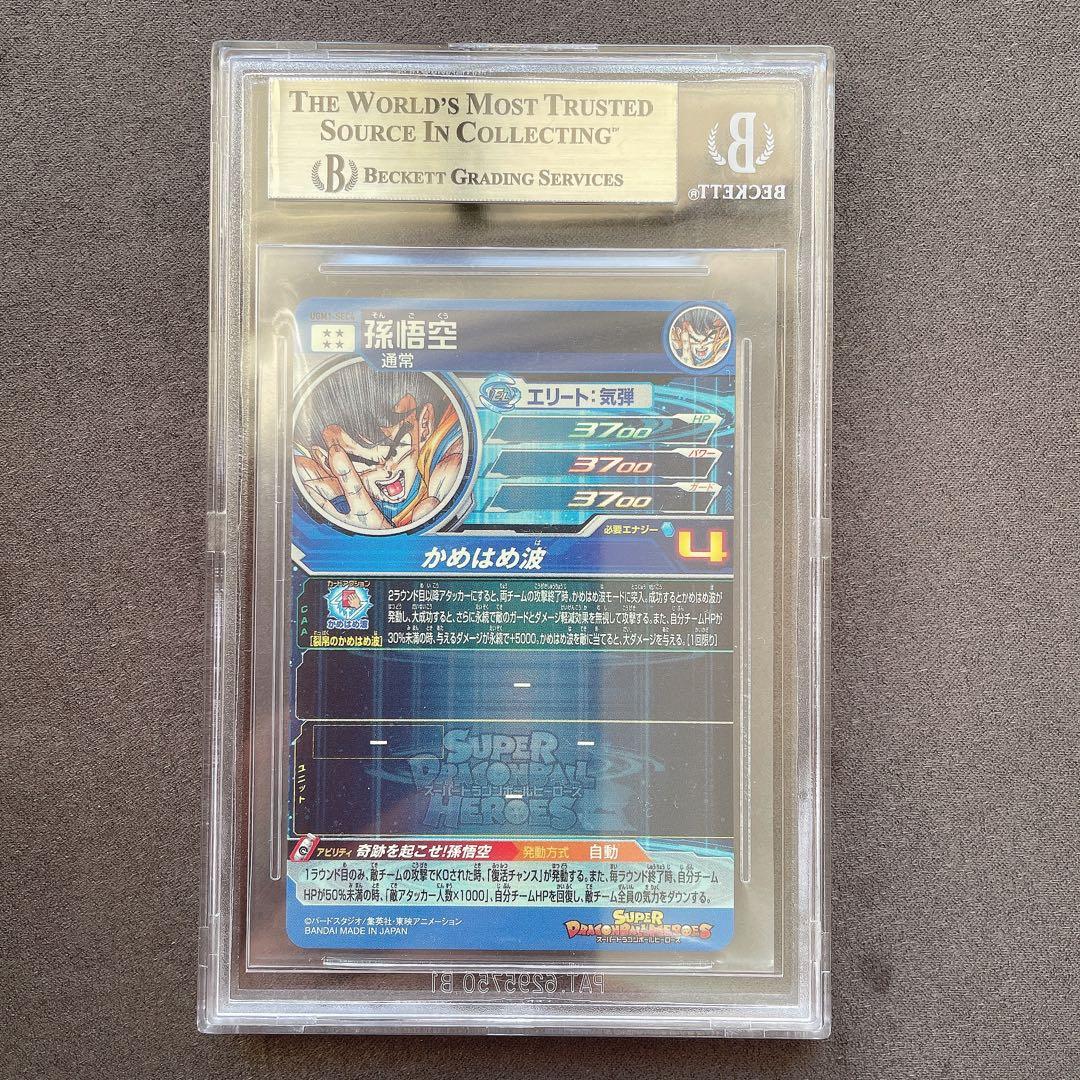 THE WORLD'S MOST TRUSTED
SOURCE IN COLLECTING™
B BECKETT GRADING SERVICES
B
BECKETT®
UGM1-SEC4
そん ご くう
孫悟空
通常
エリート:気弾
HP
3700
パワー
3700
ガード
3700
必要エナジー 4
は
かめはめ波
カードアクション
CAA
かめはめ波
[裂帛のかめはめ波]
2ラウンド目以降アタッカーにすると、両チームの攻撃終了時、かめはめ波モードに突入。成功するとかめはめ波が
発動し、大成功すると、さらに永続で敵のガードとダメージ軽減効果を無視して攻撃する。また、自分チームHPが
30%未満の時、与えるダメージが永続で+5000。かめはめ波を敵に当てると、大ダメージを与える。[1回限り]
-
- -
ユニット
-
SUPER
DRAGONBALL
スーパードラゴンボールヒーローズ
HEROES
アビリティ 奇跡を起こせ!孫悟空 発動方式 自動
1ラウンド目のみ、敵チームの攻撃でKOされた時、「復活チャンス」が発動する。また、毎ラウンド終了時、自分チーム
HPが50%未満の時、「敵アタッカー人数×1000」、自分チームHPを回復し、敵チーム全員の気力をダウンする。
©バードスタジオ/集英社・東映アニメーション
BANDAI MADE IN JAPAN
SUPER
DRAGONBALL HEROES
スーパードラゴンボールヒーローズ
PAT. 6295750 B1